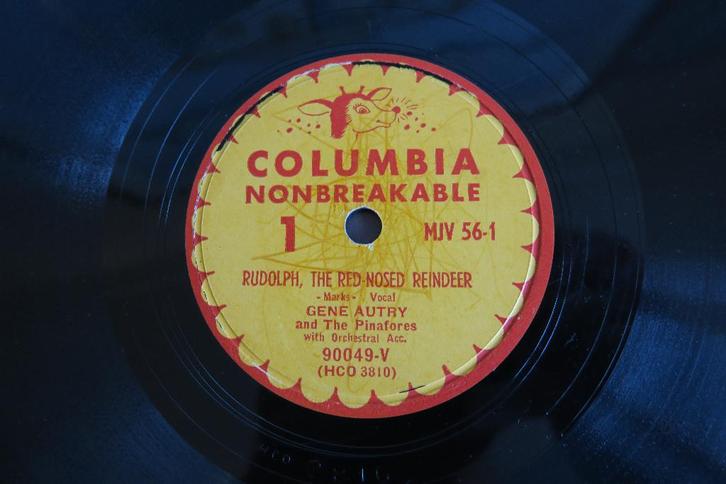 COLUMBIA
NONBREAKABLE
1 MJV 56-1
RUDOLPH, THE RED-NOSED REINDEER
- Marks - Vocal
GENE AUTRY
and The Pinafores
with Orchestral Acc.
90049-V
(HCO 3810)